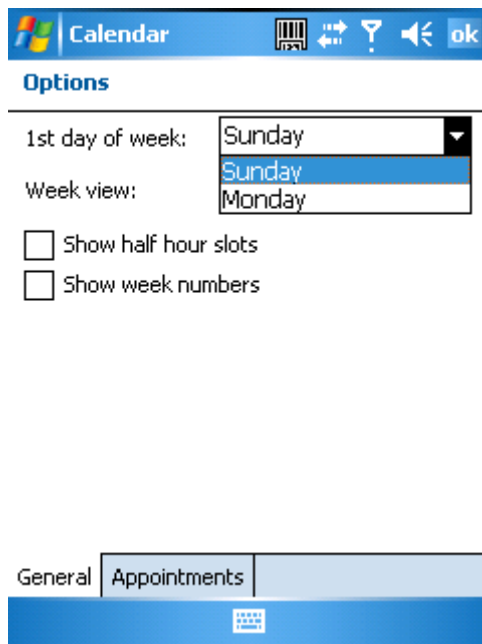 Calendar
ok
Options
1st day of week:
Sunday
Sunday
Week view:
Monday
Show half hour slots
Show week numbers
General
Appointments